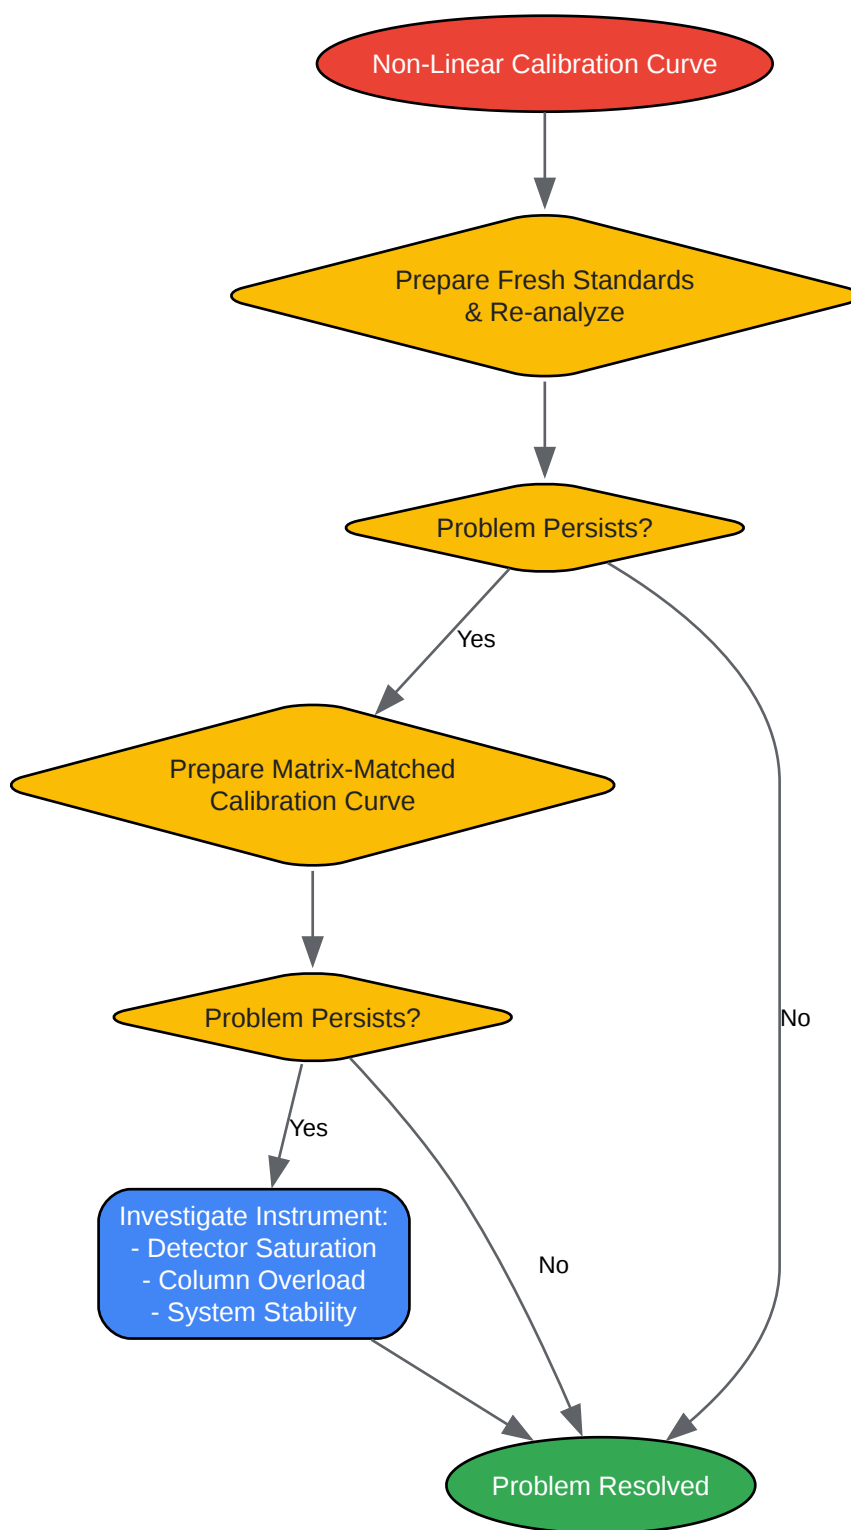 Non-Linear Calibration Curve
Prepare Fresh Standards
& Re-analyze
Problem Persists?
Yes
Prepare Matrix-Matched
Calibration Curve
No
Problem Persists?
Yes
Investigate Instrument:
- Detector Saturation
- Column Overload
- System Stability
No
Problem Resolved